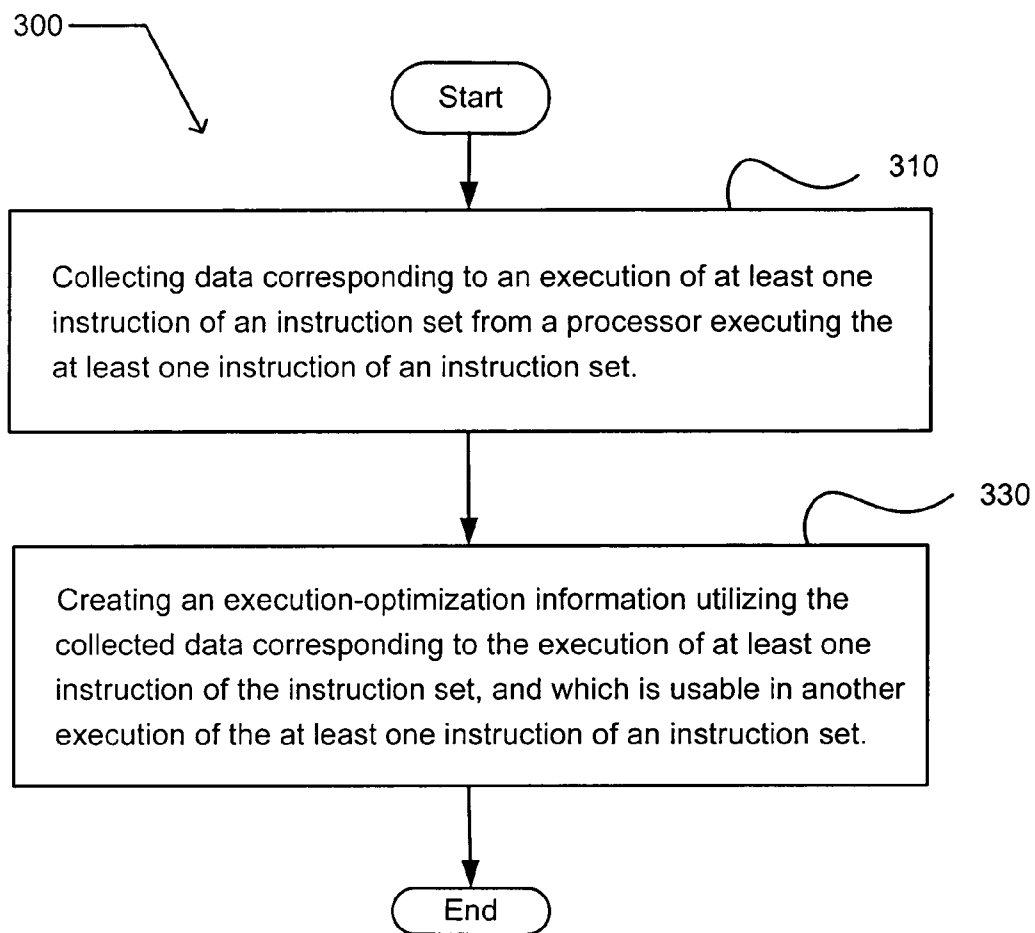 300
Start
310
Collecting data corresponding to an execution of at least one
instruction of an instruction set from a processor executing the
at least one instruction of an instruction set.
330
Creating an execution-optimization information utilizing the
collected data corresponding to the execution of at least one
instruction of the instruction set, and which is usable in another
execution of the at least one instruction of an instruction set.
End